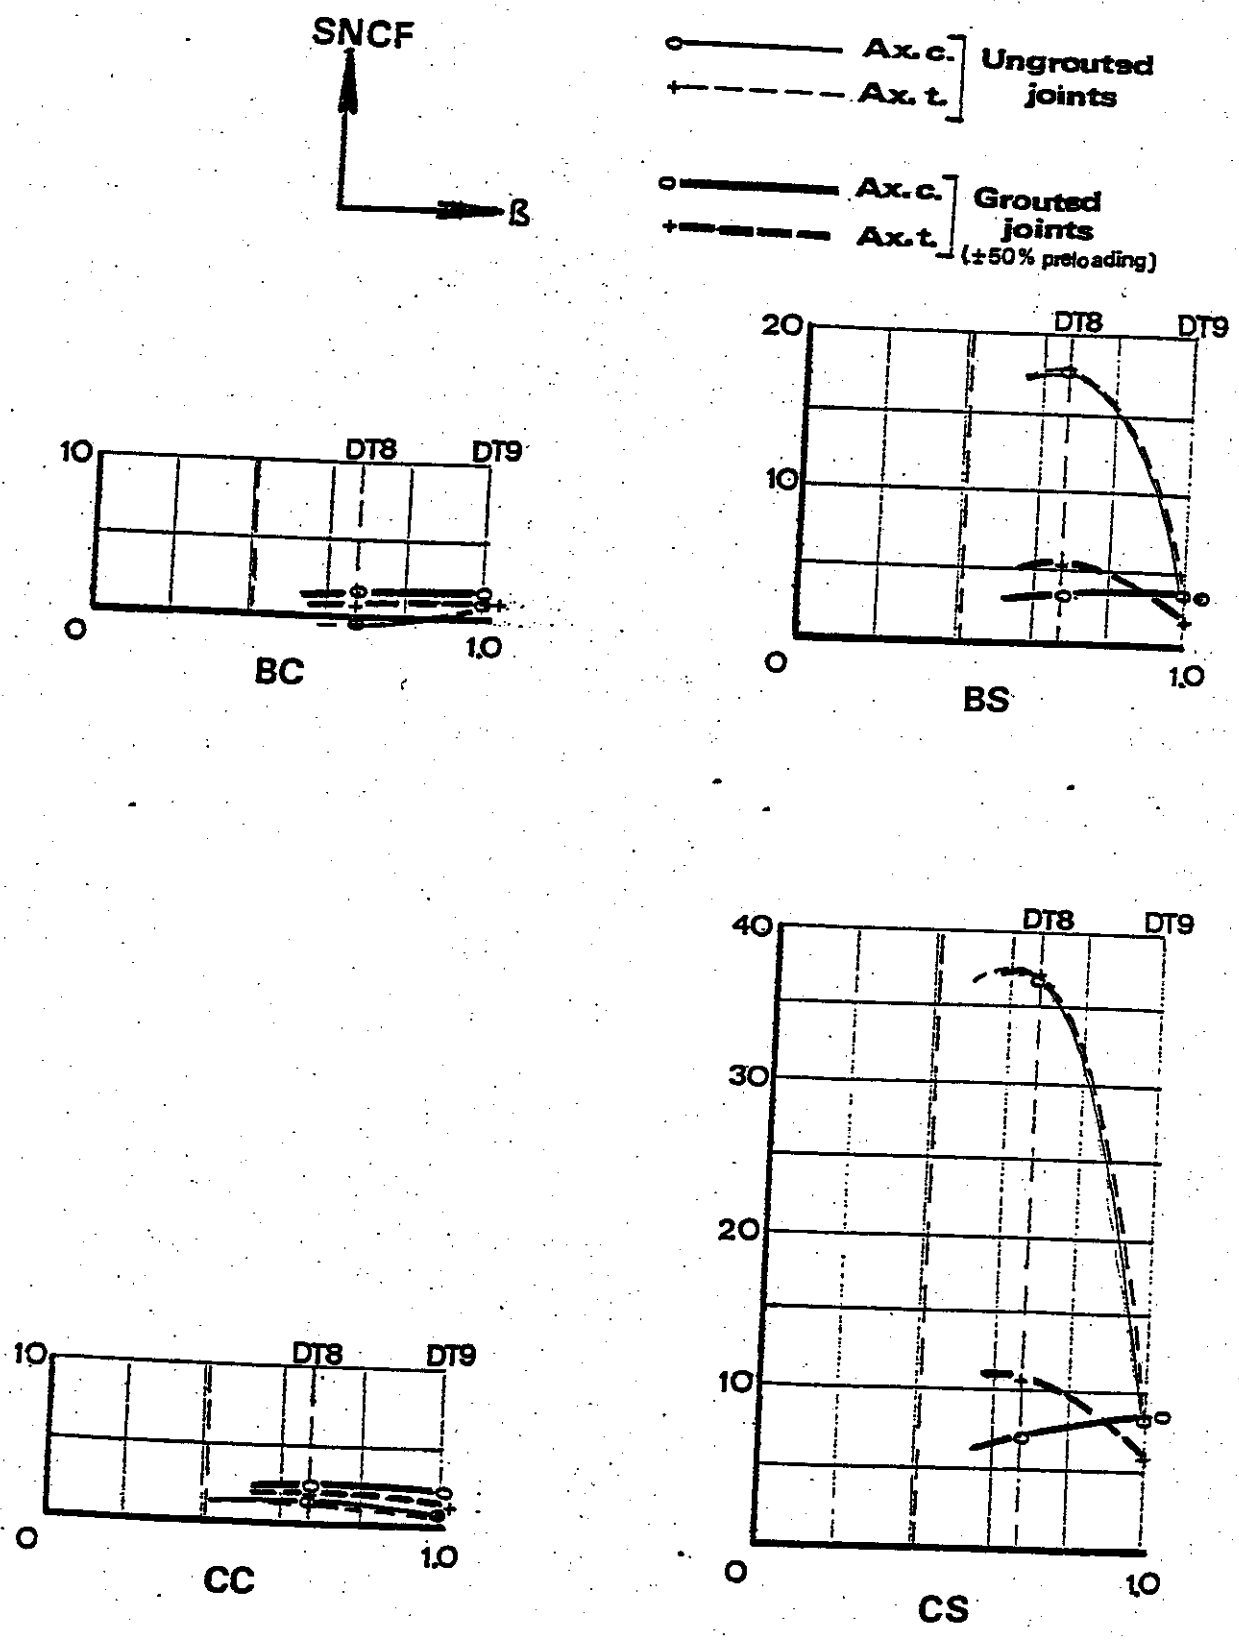 SNCF
ß
Ax.c.
Ax.t.
Ungrouted
joints
Ax.c.
Ax.t.
Grouted
joints
(±50% preloading)
10
DT8
DT9
0
1.0
BC
20
DT8
DT9
10
0
1.0
BS
10
DT8
DT9
0
1.0
CC
40
DT8
DT9
30
20
10
0
1.0
CS